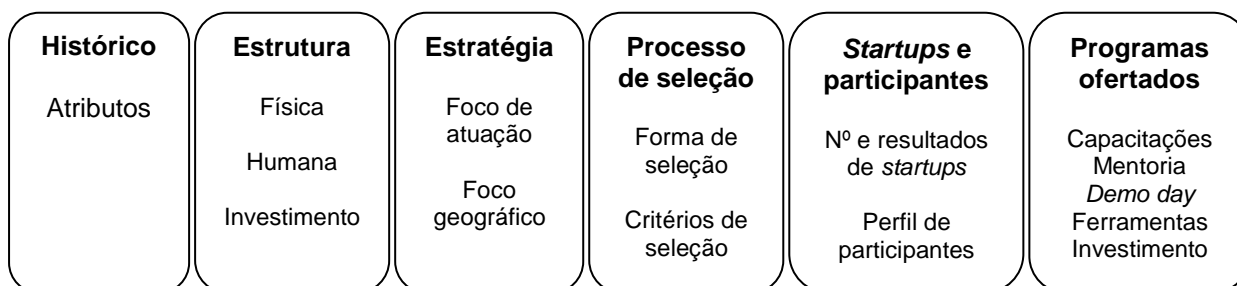 Histórico
Atributos
Estrutura
Física
Humana
Investimento
Estratégia
Foco de
atuação
Foco
geográfico
Processo
de seleção
Forma de
seleção
Critérios de
seleção
Startups e
participantes
Nº e resultados
de startups
Perfil de
participantes
Programas
ofertados
Capacitações
Mentoria
Demo day
Ferramentas
Investimento